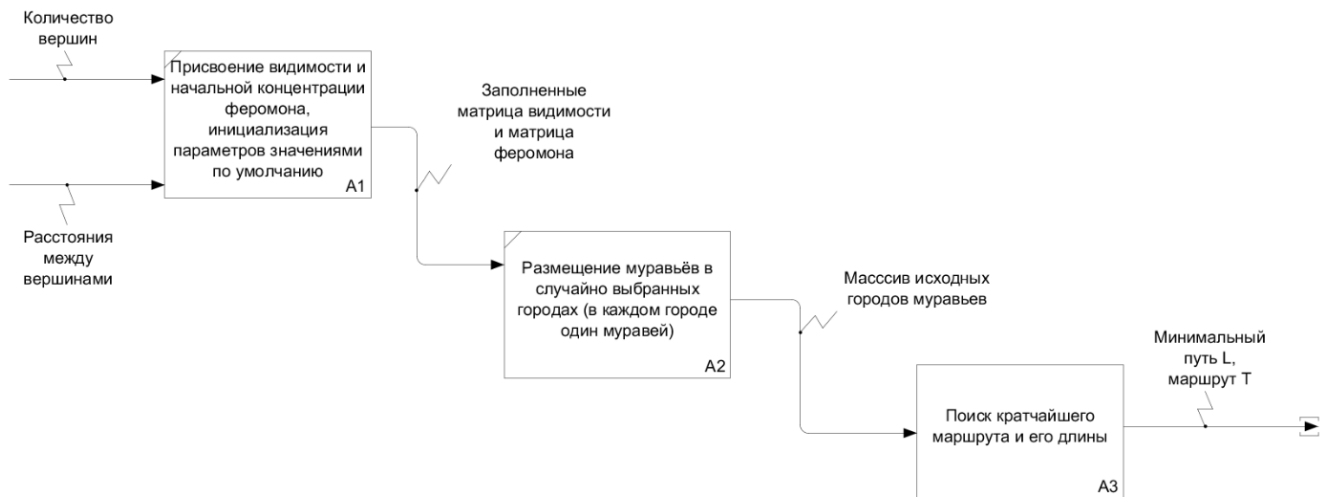 Количество
вершин
Присвоение видимости и
начальной концентрации
феромона,
инициализация
параметров значениями
по умолчанию
A1
Расстояния
между
вершинами
Заполненные
матрица видимости
и матрица
феромона
Размещение муравьёв в
случайно выбранных
городах (в каждом городе
один муравей)
A2
Масссив исходных
городов муравьев
Поиск кратчайшего
маршрута и его длины
A3
Минимальный
путь L,
маршрут T